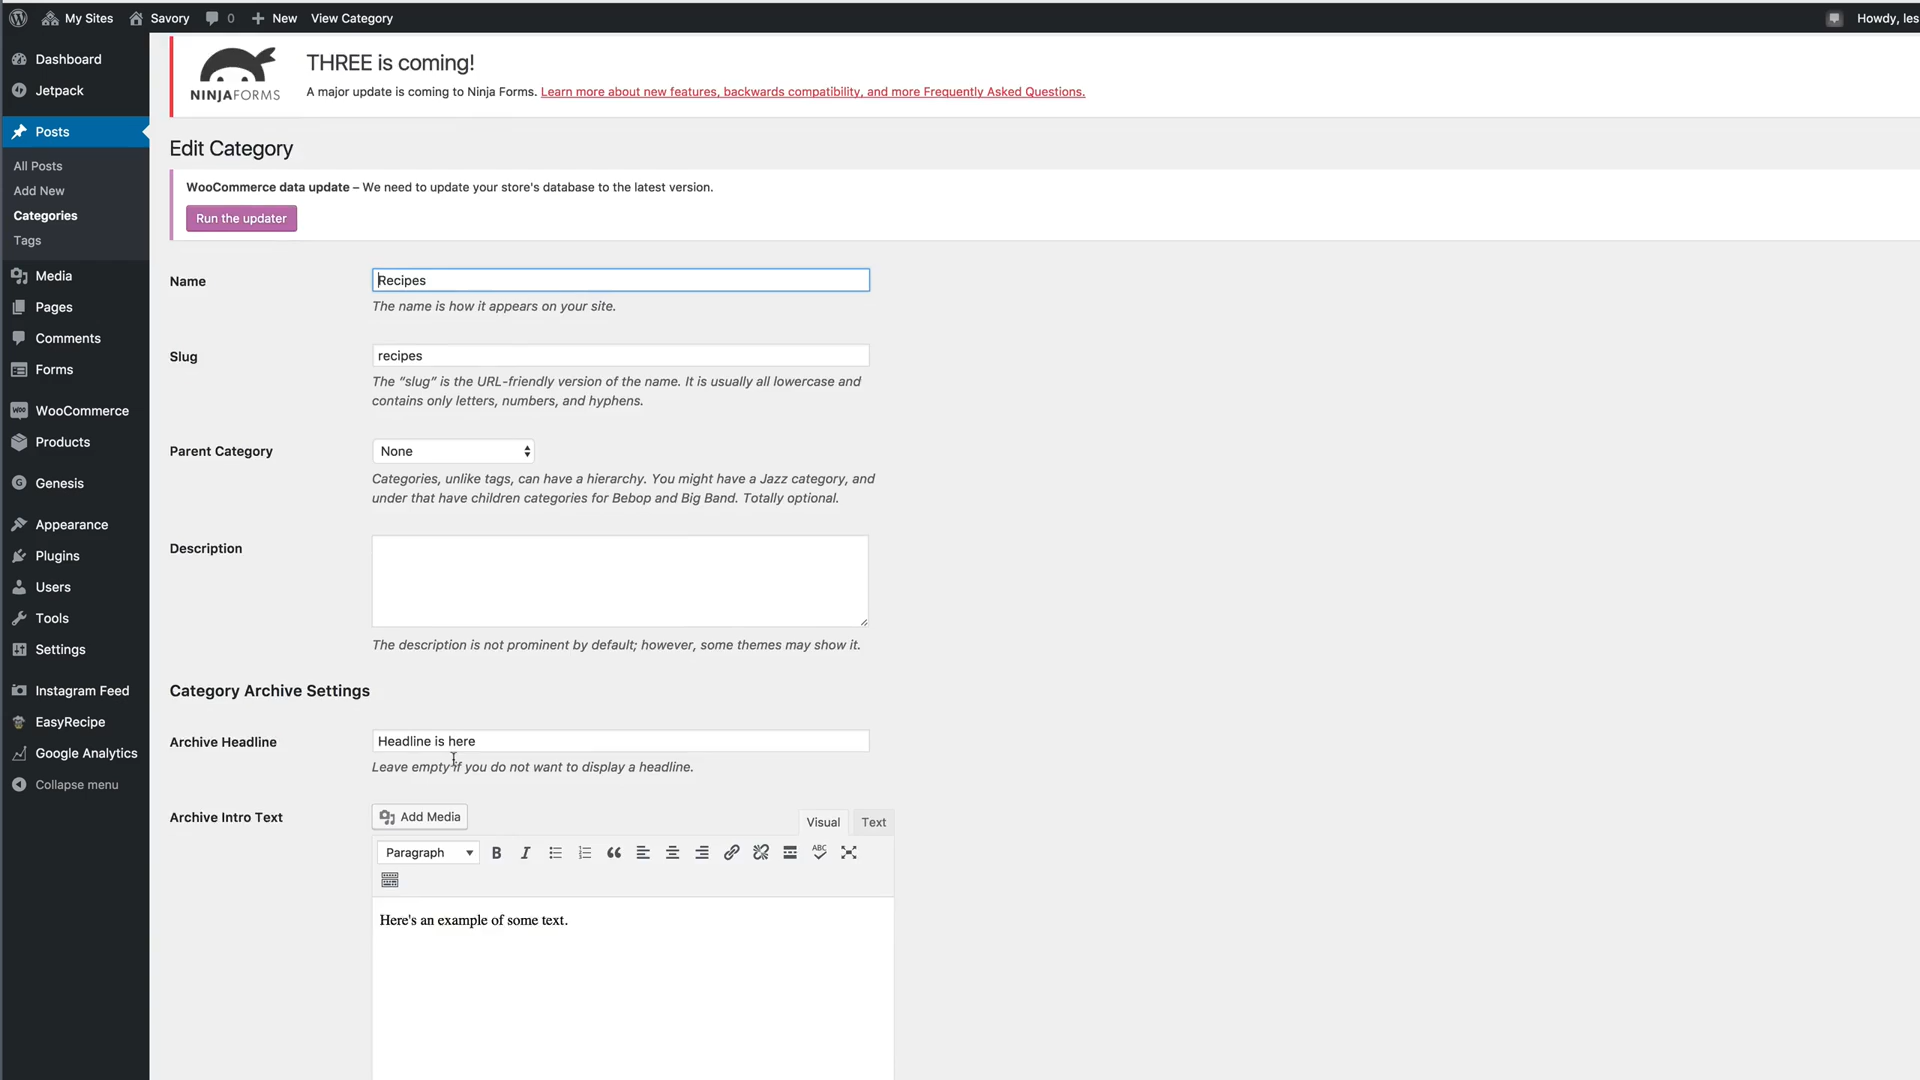 My Sites Savory 0 New View Category Howdy, les
Dashboard
Jetpack
Posts
All Posts
Add New
Categories
Tags
Media
Pages
Comments
Forms
WooCommerce
Products
Genesis
Appearance
Plugins
Users
Tools
Settings
Instagram Feed
EasyRecipe
Google Analytics
Collapse menu
NINJAFORMS
THREE is coming!
A major update is coming to Ninja Forms. Learn more about new features, backwards compatibility, and more Frequently Asked Questions.
Edit Category
WooCommerce data update – We need to update your store's database to the latest version.
Run the updater
Name
Recipes
The name is how it appears on your site.
Slug
recipes
The “slug” is the URL-friendly version of the name. It is usually all lowercase and
contains only letters, numbers, and hyphens.
Parent Category
None
Categories, unlike tags, can have a hierarchy. You might have a Jazz category, and
under that have children categories for Bebop and Big Band. Totally optional.
Description
The description is not prominent by default; however, some themes may show it.
Category Archive Settings
Archive Headline
Headline is here
Leave empty if you do not want to display a headline.
Archive Intro Text
Add Media
Visual Text
Paragraph B I ABC
Here's an example of some text.